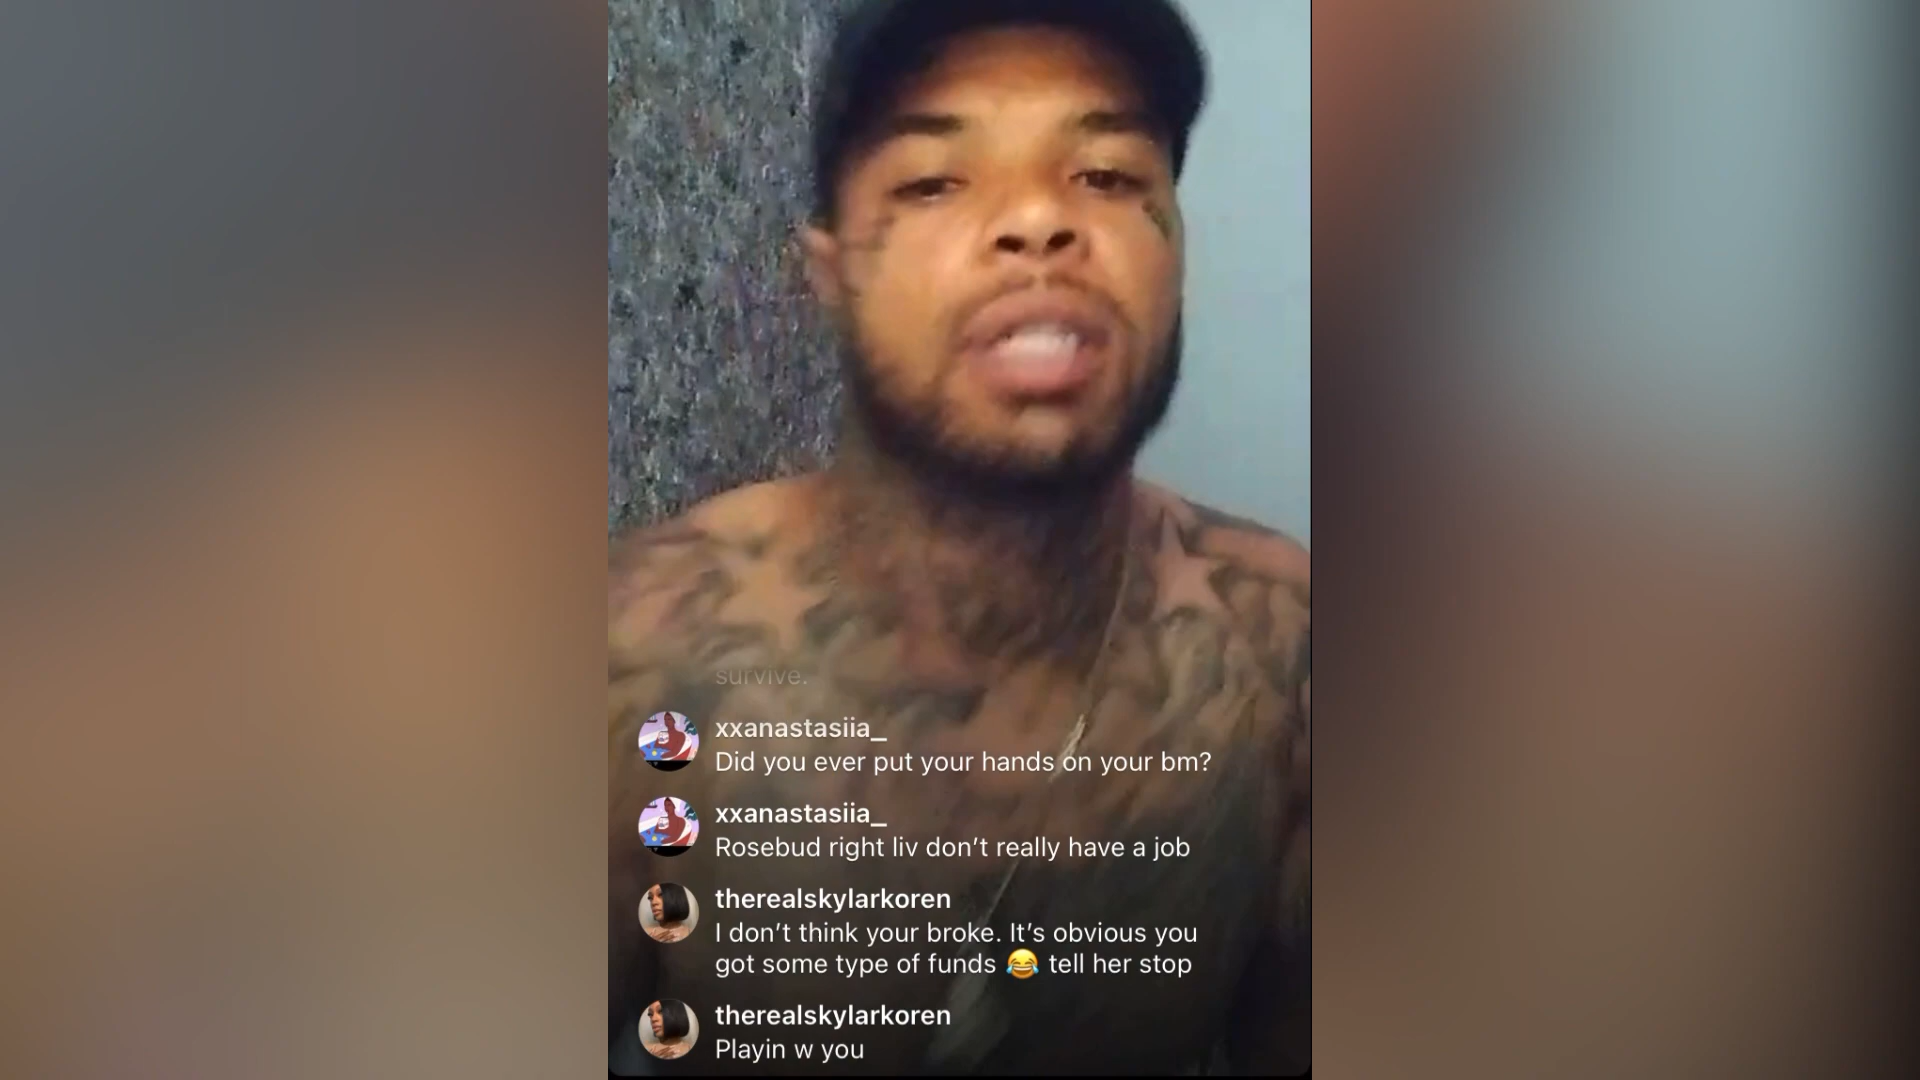 survive.
xxanastasiia_
Did you ever put your hands on your bm?
xxanastasiia_
Rosebud right liv don’t really have a job
therealskylarkoren
I don’t think your broke. It’s obvious you
got some type of funds 😂 tell her stop
therealskylarkoren
Playin w you